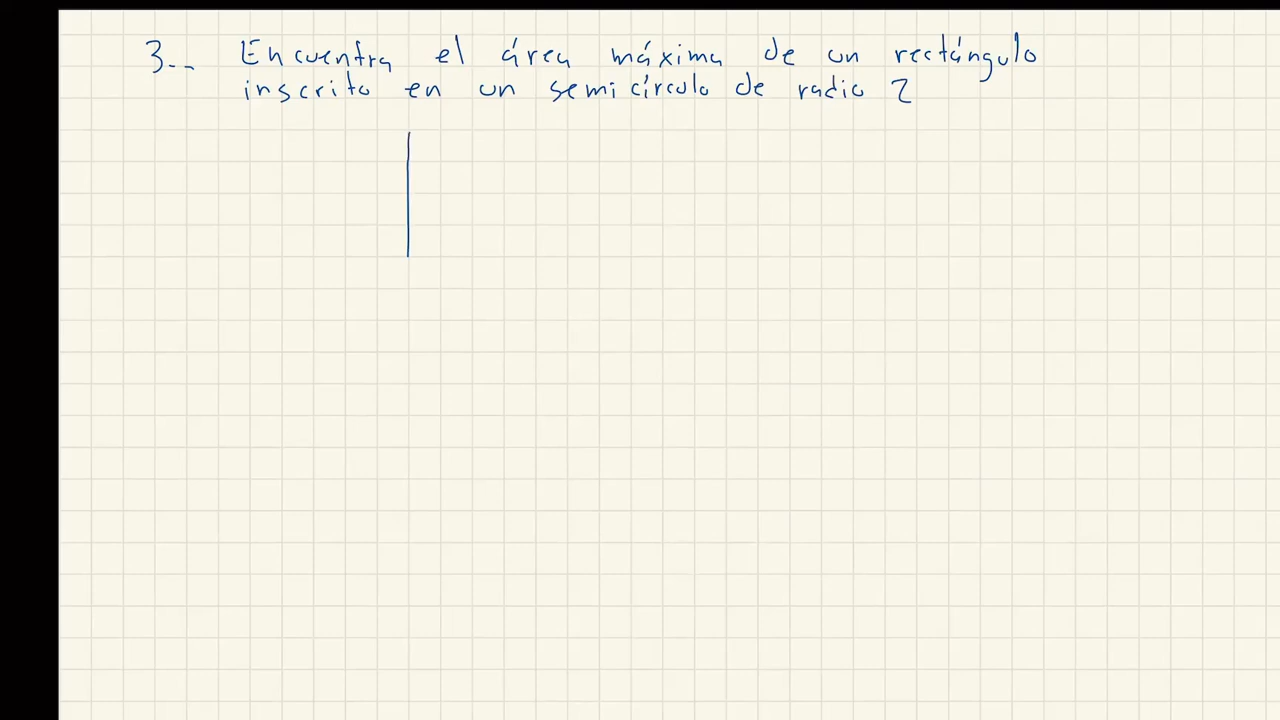 3.. Encuentra el área máxima de un rectángulo
inscrito en un semicírculo de radio 2